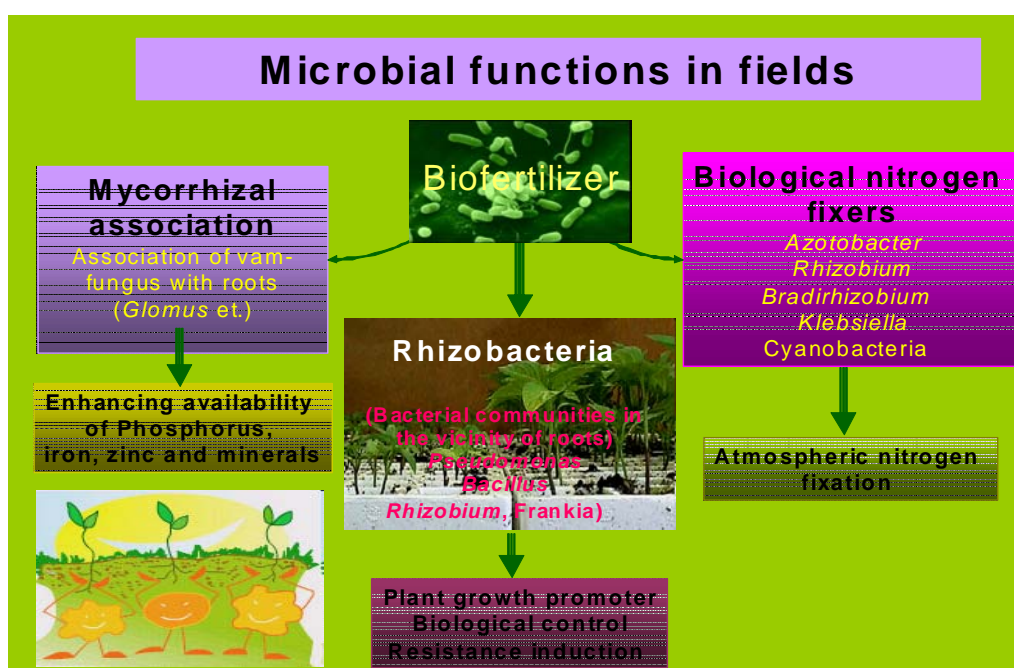 Microbial functions in fields
Biofertilizer
Mycorrhizal
association
Association of vam-
fungus with roots
(Glomus et.)
Enhancing availability
of Phosphorus,
iron, zinc and minerals
Rhizobacteria
(Bacterial communities in
the vicinity of roots)
Pseudomonas
Bacillus
Rhizobium, Frankia)
Plant growth promoter
Biological control
Resistance induction
Biological nitrogen
fixers
Azotobacter
Rhizobium
Bradirhizobium
Klebsiella
Cyanobacteria
Atmospheric nitrogen
fixation